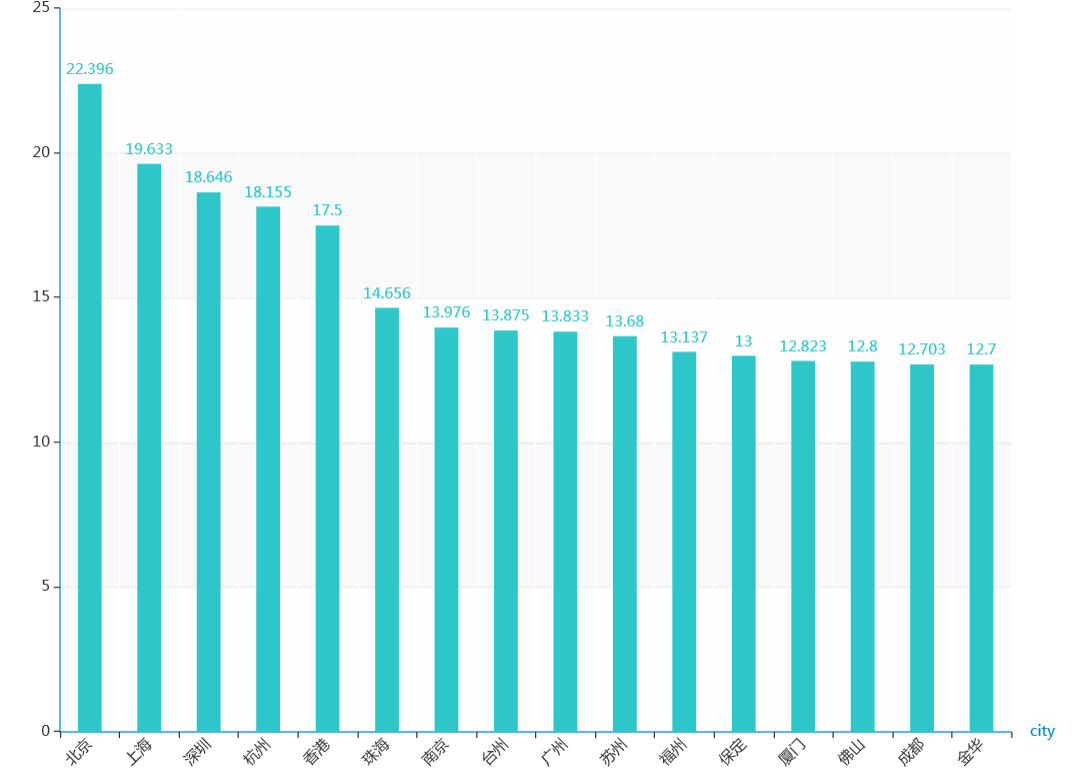 25
20
15
10
5
0
22.396
19.633
18.646
18.155
17.5
14.656
13.976
13.875
13.833
13.68
13.137
13
12.823
12.8
12.703
12.7
北京
上海
深圳
杭州
香港
珠海
南京
台州
广州
苏州
福州
保定
厦门
佛山
成都
金华
city